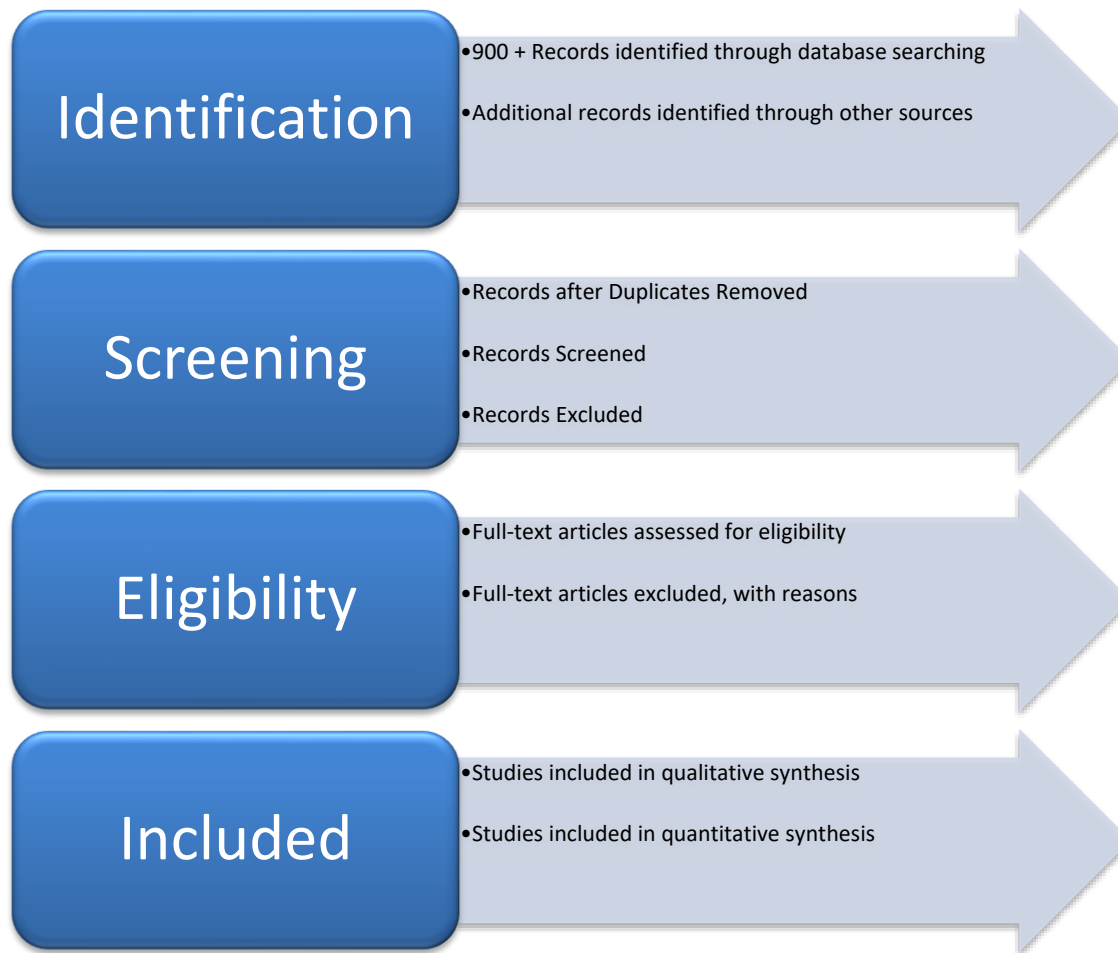 Identification
•900 + Records identified through database searching
•Additional records identified through other sources
Screening
•Records after Duplicates Removed
•Records Screened
•Records Excluded
Eligibility
•Full-text articles assessed for eligibility
•Full-text articles excluded, with reasons
Included
•Studies included in qualitative synthesis
•Studies included in quantitative synthesis